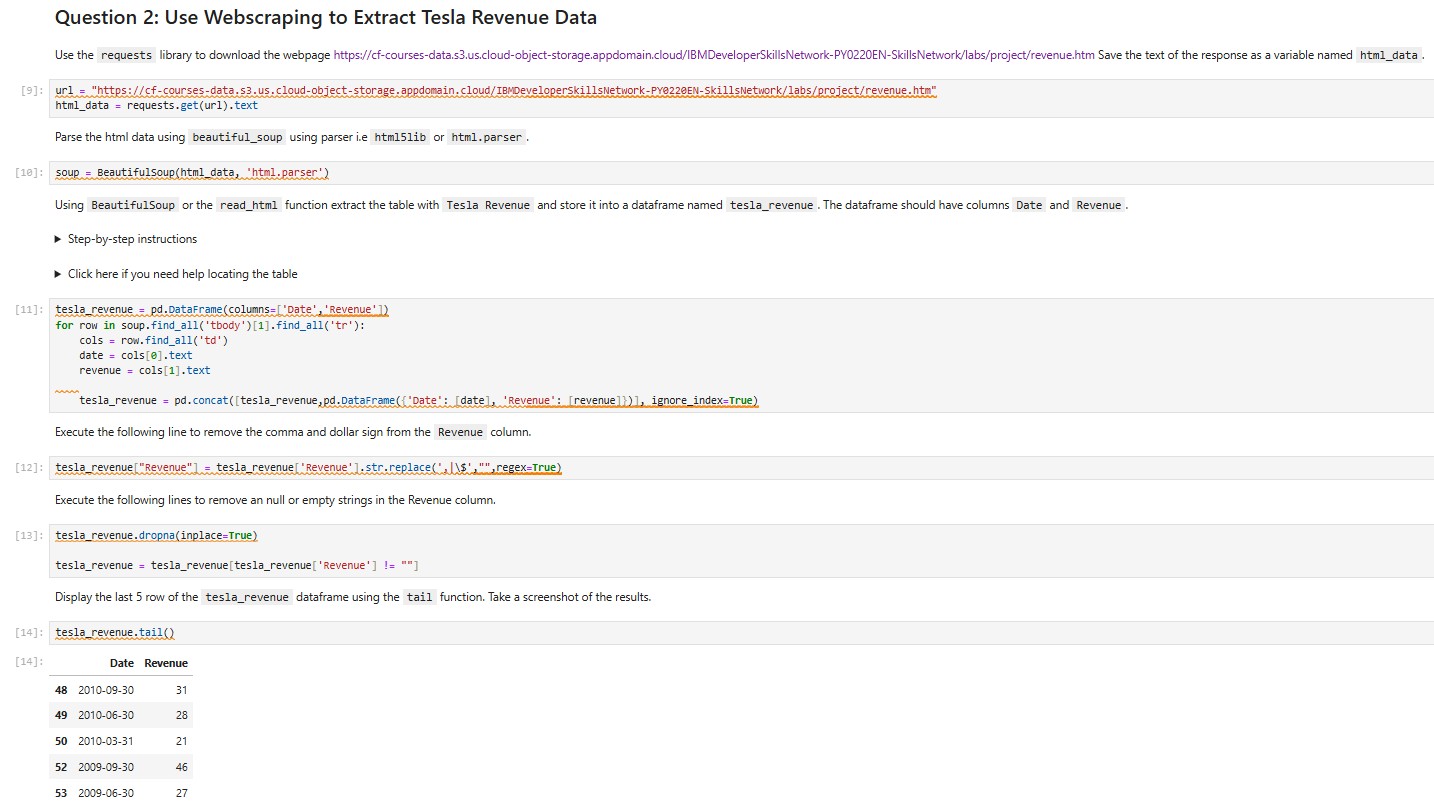 Question 2: Use Webscraping to Extract Tesla Revenue Data
Use the requests library to download the webpage https://cf-courses-data.s3.us.cloud-object-storage.appdomain.cloud/IBMDeveloperSkillsNetwork-PY0220EN-SkillsNetwork/labs/project/revenue.htm Save the text of the response as a variable named html_data .
[9]: url = "https://cf-courses-data.s3.us.cloud-object-storage.appdomain.cloud/IBMDeveloperSkillsNetwork-PY0220EN-SkillsNetwork/labs/project/revenue.htm"
html_data = requests.get(url).text
Parse the html data using beautiful_soup using parser i.e html5lib or html.parser .
[10]: soup = BeautifulSoup(html_data, 'html.parser')
Using BeautifulSoup or the read_html function extract the table with Tesla Revenue and store it into a dataframe named tesla_revenue . The dataframe should have columns Date and Revenue .
▶ Step-by-step instructions
▶ Click here if you need help locating the table
[11]: tesla_revenue = pd.DataFrame(columns=['Date','Revenue'])
for row in soup.find_all('tbody')[1].find_all('tr'):
    cols = row.find_all('td')
    date = cols[0].text
    revenue = cols[1].text
    tesla_revenue = pd.concat([tesla_revenue,pd.DataFrame({'Date': [date], 'Revenue': [revenue]})], ignore_index=True)
Execute the following line to remove the comma and dollar sign from the Revenue column.
[12]: tesla_revenue["Revenue"] = tesla_revenue['Revenue'].str.replace(',|\$',"",regex=True)
Execute the following lines to remove an null or empty strings in the Revenue column.
[13]: tesla_revenue.dropna(inplace=True)
tesla_revenue = tesla_revenue[tesla_revenue['Revenue'] != ""]
Display the last 5 row of the tesla_revenue dataframe using the tail function. Take a screenshot of the results.
[14]: tesla_revenue.tail()
[14]: Date Revenue
48 2010-09-30 31
49 2010-06-30 28
50 2010-03-31 21
52 2009-09-30 46
53 2009-06-30 27